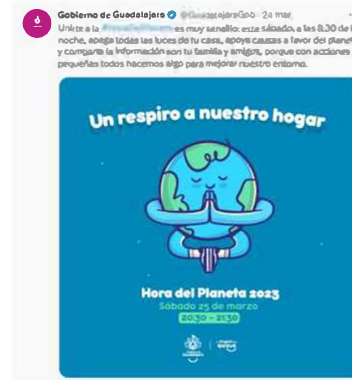 Gobierno de Guadalajara @GuadalajaraGob · 24 mar.
Unirte a la es muy sencillo: este sábado, a las 8:30 de la
noche, apaga todas las luces de tu casa, apoya causas a favor del planeta
y comparte la información con tu familia y amigos, porque con acciones
pequeñas todos hacemos algo para mejorar nuestro entorno.
Un respiro a nuestro hogar
Hora del Planeta 2023
Sábado 25 de marzo
20:30 - 21:30